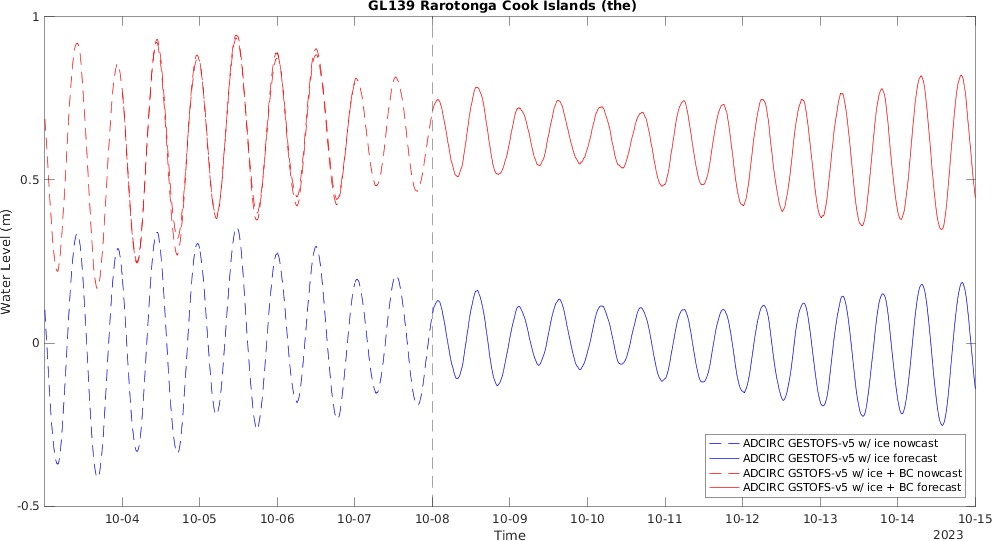 GL139 Rarotonga Cook Islands (the)
1
0.5
0
-0.5
Water Level (m)
10-04 10-05 10-06 10-07 10-08 10-09 10-10 10-11 10-12 10-13 10-14 10-15
Time
2023
ADCIRC GESTOFS-v5 w/ ice nowcast
ADCIRC GESTOFS-v5 w/ ice forecast
ADCIRC GSTOFS-v5 w/ ice + BC nowcast
ADCIRC GSTOFS-v5 w/ ice + BC forecast